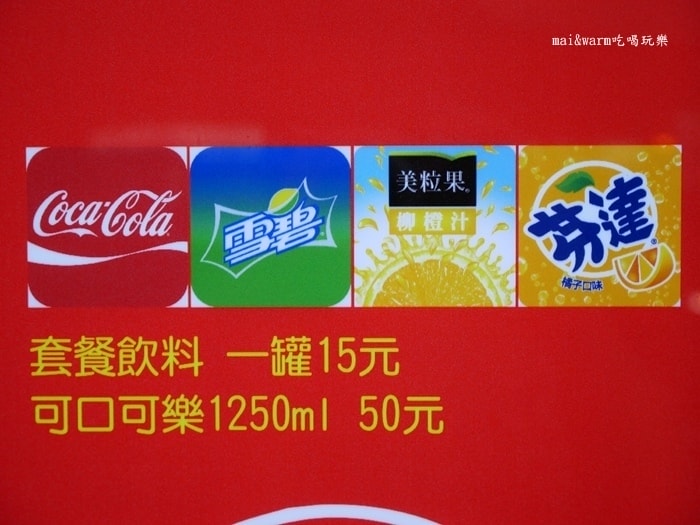 mai&warm吃喝玩樂
Coca-Cola
雪碧
美粒果
柳橙汁
芬達
橘子口味
套餐飲料 一罐15元
可口可樂1250ml 50元